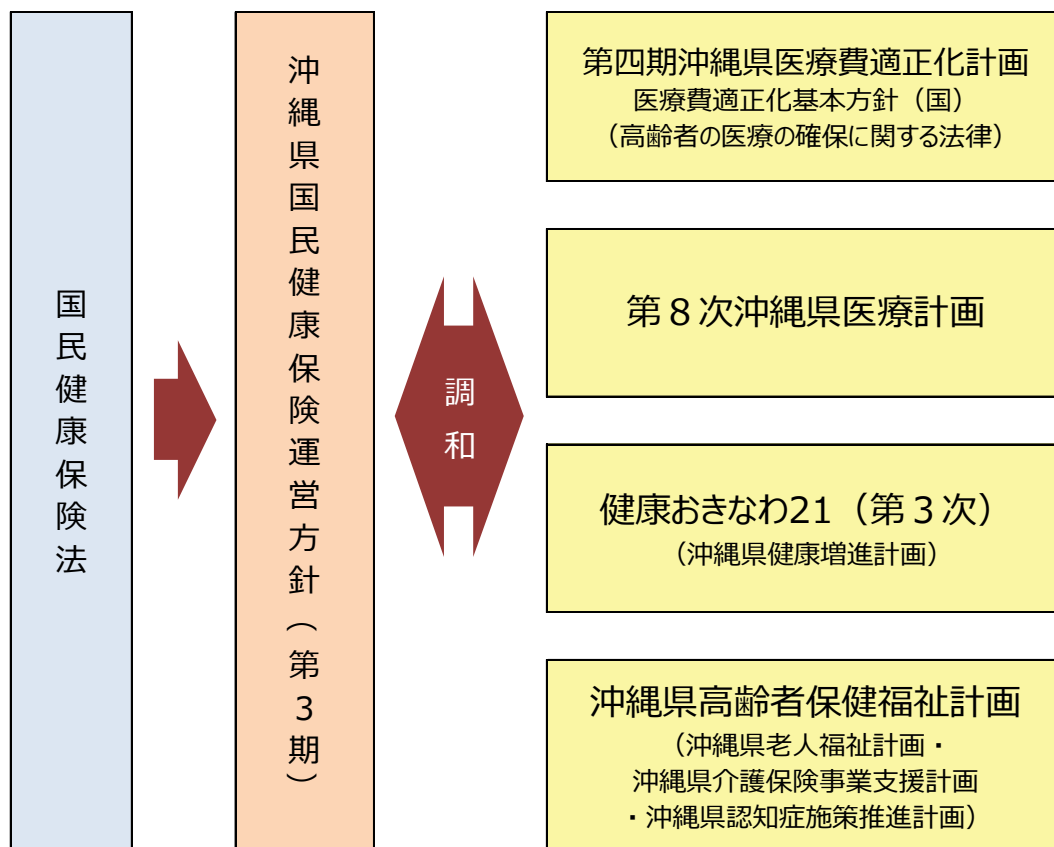 国民健康保険法
沖縄県国民健康保険運営方針(第3期)
調和
第四期沖縄県医療費適正化計画
医療費適正化基本方針(国)
(高齢者の医療の確保に関する法律)
第8次沖縄県医療計画
健康おきなわ21(第3次)
(沖縄県健康増進計画)
沖縄県高齢者保健福祉計画
(沖縄県老人福祉計画・
沖縄県介護保険事業支援計画
・沖縄県認知症施策推進計画)